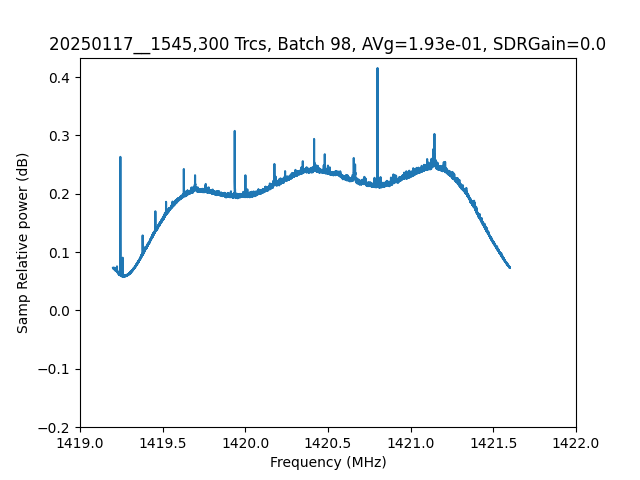 20250117__1545,300 Trcs, Batch 98, AVg=1.93e-01, SDRGain=0.0
Samp Relative power (dB)
0.4
0.3
0.2
0.1
0.0
−0.1
−0.2
1419.0 1419.5 1420.0 1420.5 1421.0 1421.5 1422.0
Frequency (MHz)